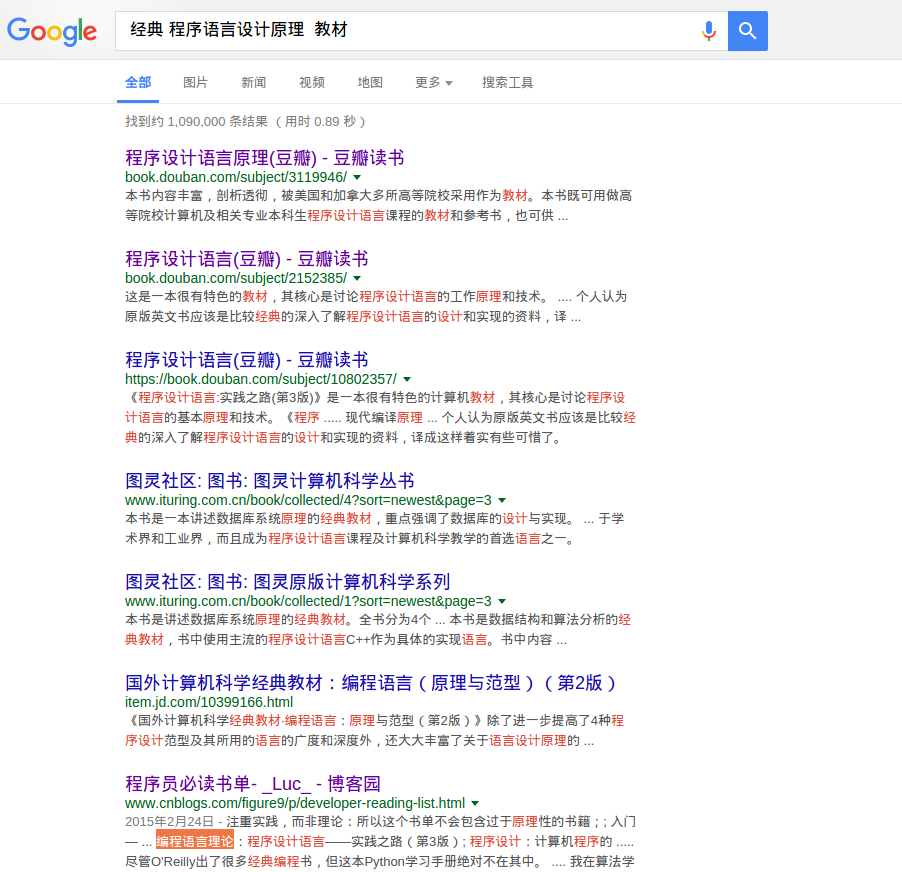 Google 经典 程序语言设计原理 教材
全部 图片 新闻 视频 地图 更多 搜索工具
找到约 1,090,000 条结果 （用时 0.89 秒）
程序设计语言原理(豆瓣) - 豆瓣读书
book.douban.com/subject/3119946/
本书内容丰富，剖析透彻，被美国和加拿大多所高等院校采用作为教材。本书既可用做高
等院校计算机及相关专业本科生程序设计语言课程的教材和参考书，也可供 ...
程序设计语言(豆瓣) - 豆瓣读书
book.douban.com/subject/2152385/
这是一本很有特色的教材，其核心是讨论程序设计语言的工作原理和技术。 .... 个人认为
原版英文书应该是比较经典的深入了解程序设计语言的设计和实现的资料，译 ...
程序设计语言(豆瓣) - 豆瓣读书
https://book.douban.com/subject/10802357/
《程序设计语言:实践之路(第3版)》是一本很有特色的计算机教材，其核心是讨论程序设
计语言的基本原理和技术。《程序 ..... 现代编译原理 ... 个人认为原版英文书应该是比较经
典的深入了解程序设计语言的设计和实现的资料，译成这样着实有些可惜了。
图灵社区: 图书: 图灵计算机科学丛书
www.ituring.com.cn/book/collected/4?sort=newest&page=3
本书是一本讲述数据库系统原理的经典教材，重点强调了数据库的设计与实现。 ... 于学
术界和工业界，而且成为程序设计语言课程及计算机科学教学的首选语言之一。
图灵社区: 图书: 图灵原版计算机科学系列
www.ituring.com.cn/book/collected/1?sort=newest&page=3
本书是讲述数据库系统原理的经典教材。全书分为4个 ... 本书是数据结构和算法分析的经
典教材，书中使用主流的程序设计语言C++作为具体的实现语言。书中内容 ...
国外计算机科学经典教材：编程语言（原理与范型）（第2版）
item.jd.com/10399166.html
《国外计算机科学经典教材·编程语言：原理与范型（第2版）》除了进一步提高了4种程
序设计范型及其所用的语言的广度和深度外，还大大丰富了关于语言设计原理的 ...
程序员必读书单- _Luc_ - 博客园
www.cnblogs.com/figure9/p/developer-reading-list.html
2015年2月24日 - 注重实践，而非理论：所以这个书单不会包含过于原理性的书籍；; 入门
— ... 编程语言理论：程序设计语言——实践之路（第3版）; 程序设计：计算机程序的 .....
尽管O'Reilly出了很多经典编程书，但这本Python学习手册绝对不在其中。 .... 我在算法学